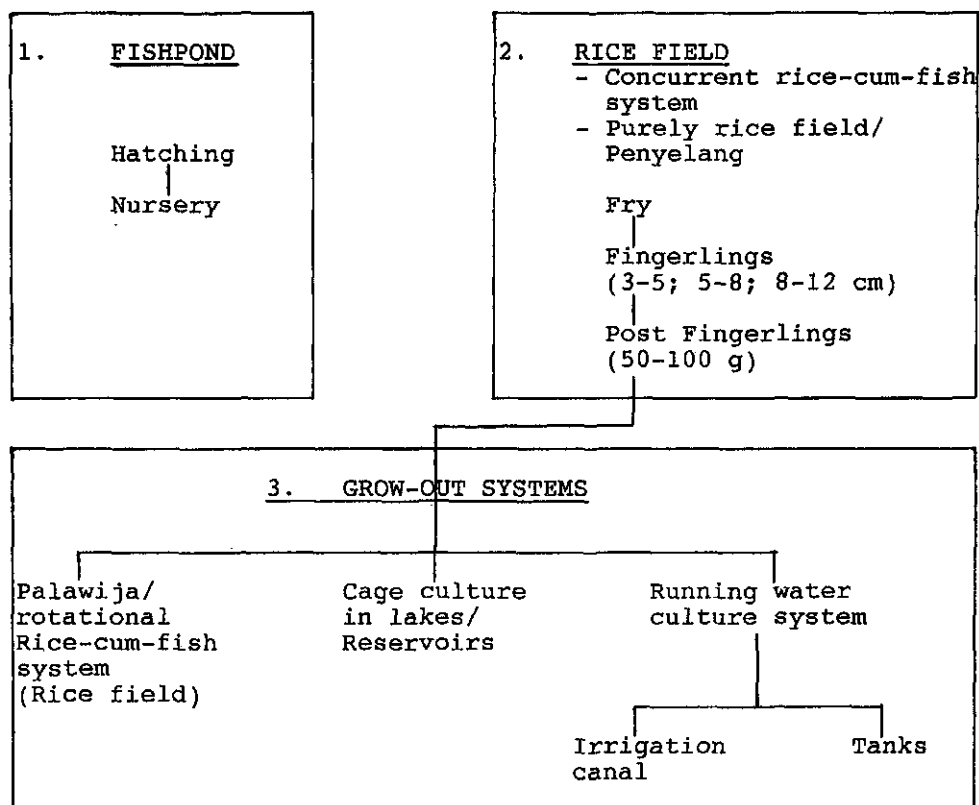 1. FISHPOND
Hatching
Nursery
2. RICE FIELD
- Concurrent rice-cum-fish
system
- Purely rice field/
Penyelang
Fry
Fingerlings
(3-5; 5-8; 8-12 cm)
Post Fingerlings
(50-100 g)
3. GROW-OUT SYSTEMS
Palawija/
rotational
Rice-cum-fish
system
(Rice field)
Cage culture
in lakes/
Reservoirs
Running water
culture system
Irrigation
canal
Tanks